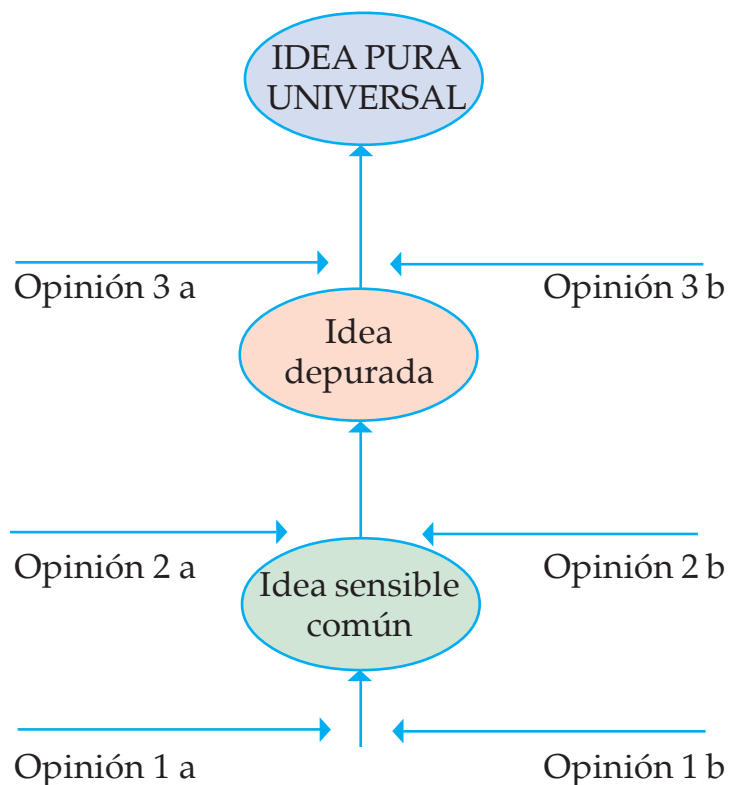 IDEA PURA
UNIVERSAL
Opinión 3 a
Opinión 3 b
Idea
depurada
Opinión 2 a
Opinión 2 b
Idea sensible
común
Opinión 1 a
Opinión 1 b